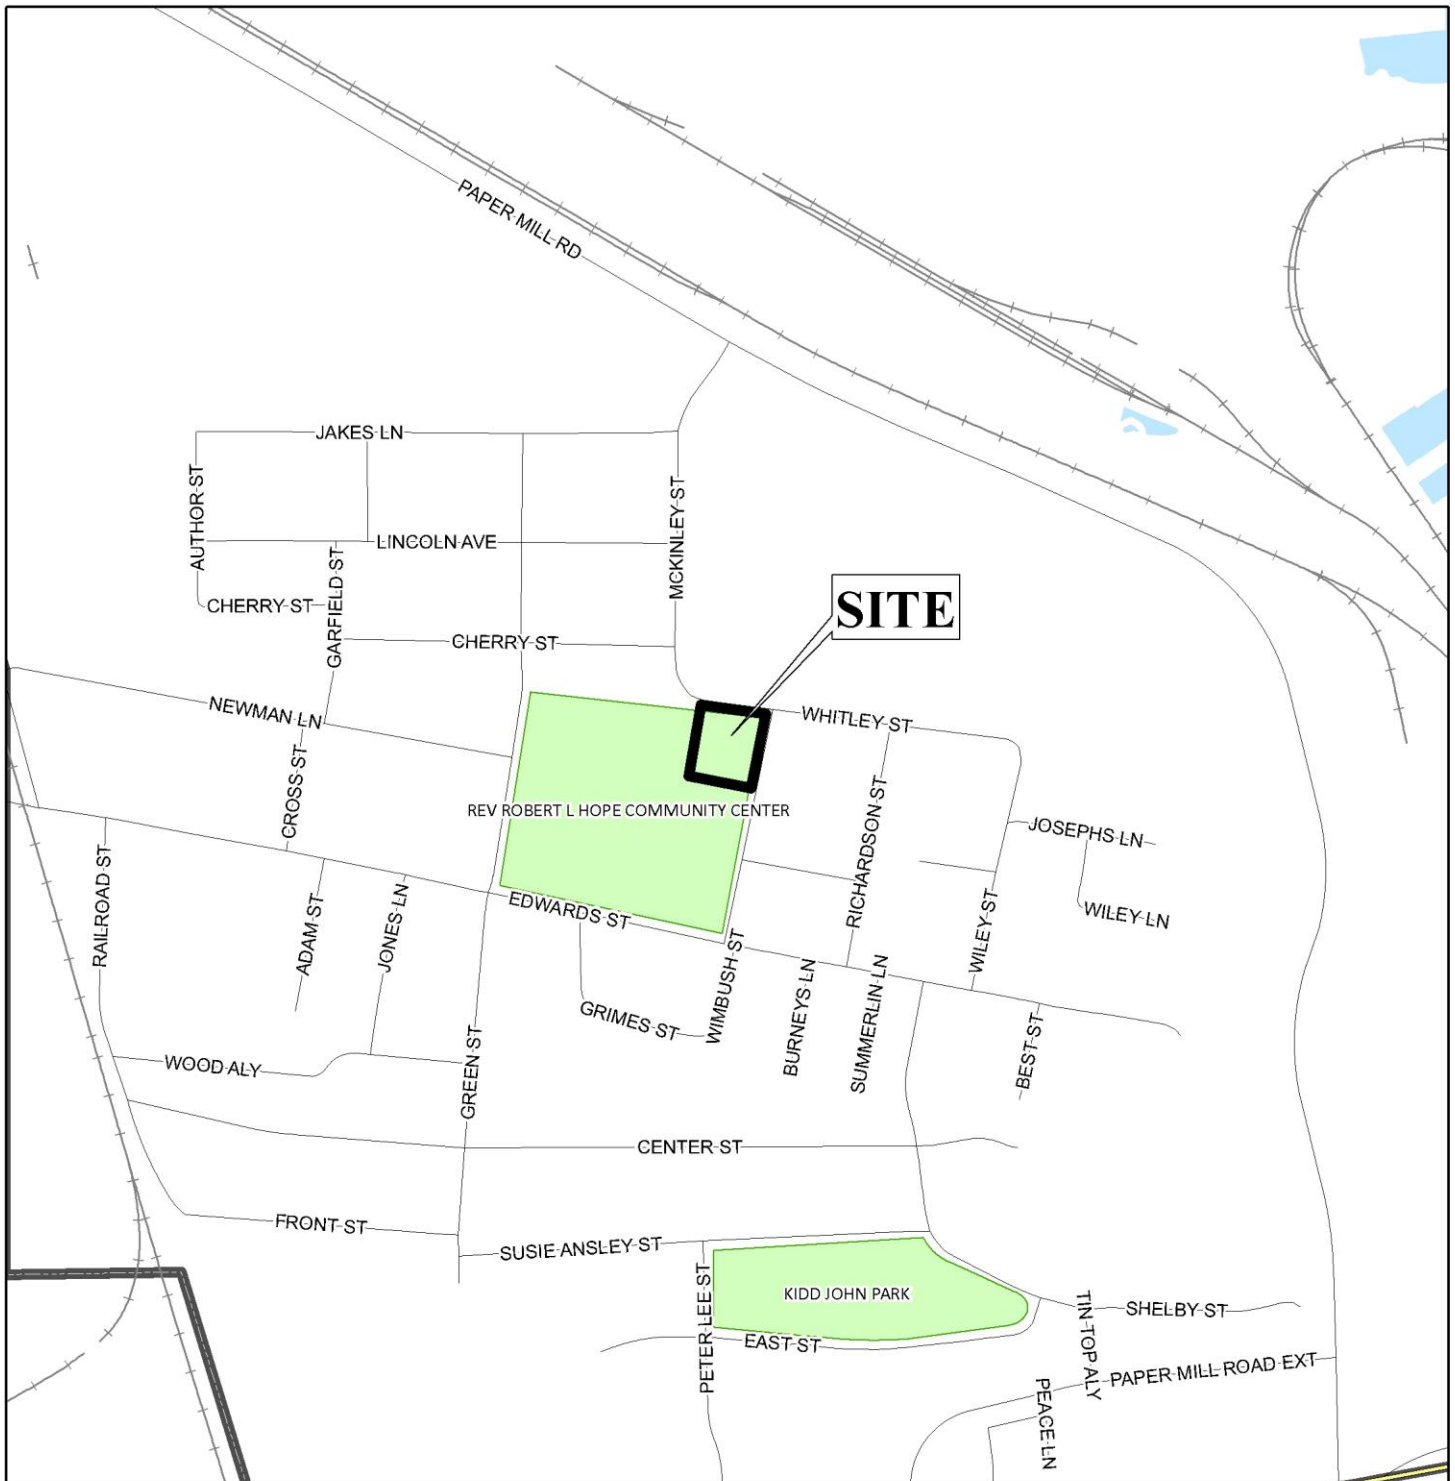 PAPER MILL RD
JAKES LN
AUTHOR ST
MCKINLEY ST
LINCOLN AVE
GARFIELD ST
CHERRY ST
CHERRY ST
SITE
NEWMAN LN
WHITLEY ST
CROSS ST
REV ROBERT L HOPE COMMUNITY CENTER
RICHARDSON ST
JOSEPHS LN
RAILROAD ST
EDWARDS ST
WILEY LN
ADAM ST
JONES LN
WILEY ST
WIMBUSH ST
GRIMES ST
BURNEYS LN
SUMMERLIN LN
BEST ST
WOOD ALY
GREEN ST
CENTER ST
FRONT ST
SUSIE ANSLEY ST
KIDD JOHN PARK
PETER LEE ST
TIN TOP ALY
SHELBY ST
EAST ST
PAPER MILL ROAD EXT
PEACE LN